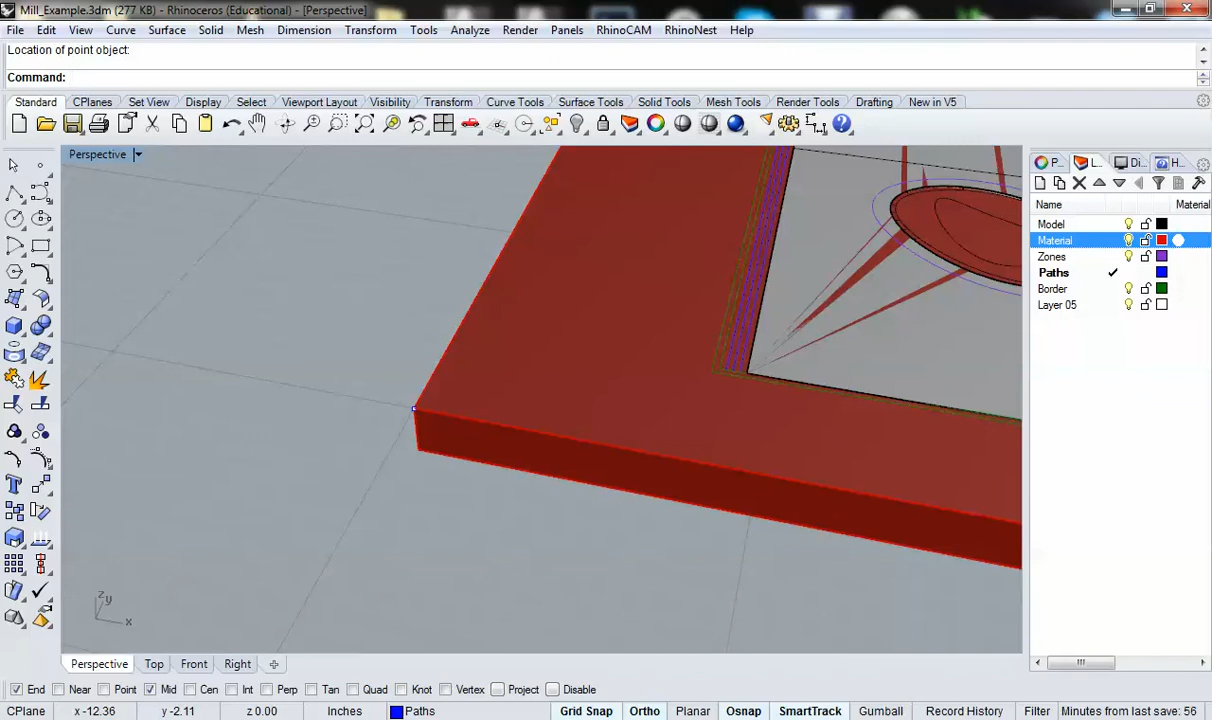 Mill_Example.3dm (277 KB) - Rhinoceros (Educational) - [Perspective]
File Edit View Curve Surface Solid Mesh Dimension Transform Tools Analyze Render Panels RhinoCAM RhinoNest Help
Location of point object:
Command:
Standard CPlanes Set View Display Select Viewport Layout Visibility Transform Curve Tools Surface Tools Solid Tools Mesh Tools Render Tools Drafting New in V5
Perspective
P... L... Di... H...
Name Material
Model
Material
Zones
Paths
Border
Layer 05
z y x
Perspective Top Front Right
End Near Point Mid Cen Int Perp Tan Quad Knot Vertex Project Disable
CPlane x -12.36 y -2.11 z 0.00 Inches Paths Grid Snap Ortho Planar Osnap SmartTrack Gumball Record History Filter Minutes from last save: 56